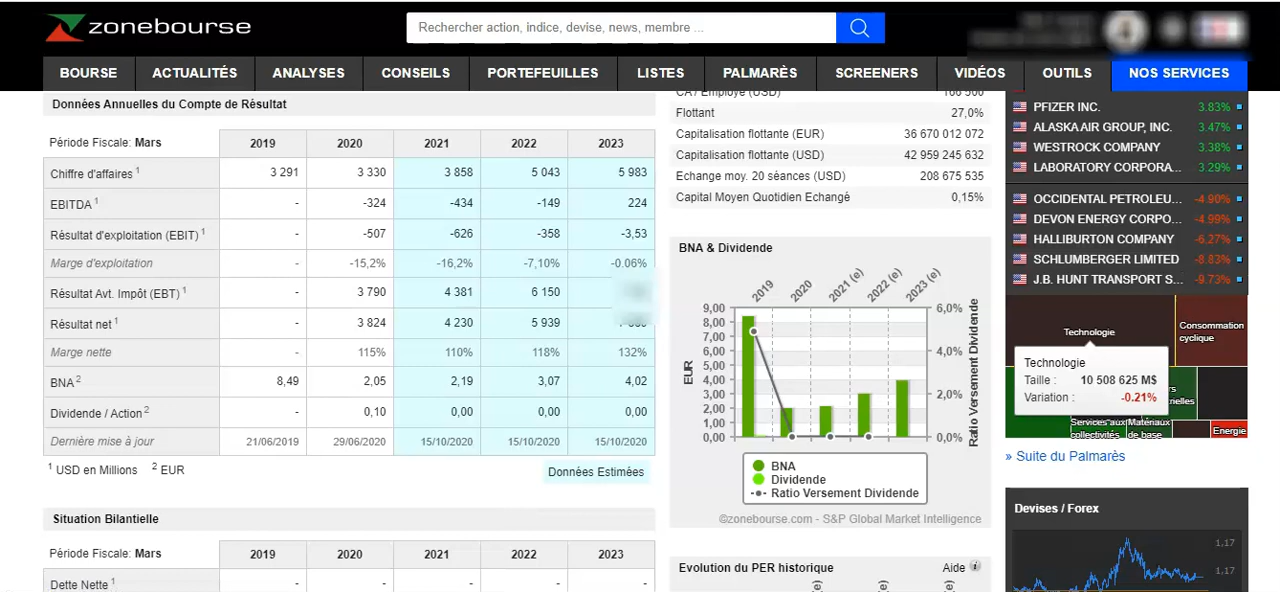 zonebourse
Rechercher action, indice, devise, news, membre ...
BOURSE ACTUALITÉS ANALYSES CONSEILS PORTEFEUILLES LISTES PALMARÈS SCREENERS VIDÉOS OUTILS NOS SERVICES
Données Annuelles du Compte de Résultat
Période Fiscale: Mars 2019 2020 2021 2022 2023
Chiffre d'affaires 1 3 291 3 330 3 858 5 043 5 983
EBITDA 1 - -324 -434 -149 224
Résultat d'exploitation (EBIT) 1 - -507 -626 -358 -3,53
Marge d'exploitation - -15,2% -16,2% -7,10% -0.06%
Résultat Avt. Impôt (EBT) 1 - 3 790 4 381 6 150
Résultat net 1 - 3 824 4 230 5 939
Marge nette - 115% 110% 118% 132%
BNA 2 8,49 2,05 2,19 3,07 4,02
Dividende / Action 2 - 0,10 0,00 0,00 0,00
Dernière mise à jour 21/06/2019 29/06/2020 15/10/2020 15/10/2020 15/10/2020
1 USD en Millions 2 EUR
Données Estimées
Situation Bilantielle
Période Fiscale: Mars 2019 2020 2021 2022 2023
Dette Nette 1 - - - - -
CA / Employé (USD) 166 500
Flottant 27,0%
Capitalisation flottante (EUR) 36 670 012 072
Capitalisation flottante (USD) 42 959 245 632
Echange moy. 20 séances (USD) 208 675 535
Capital Moyen Quotidien Echangé 0,15%
BNA & Dividende
2019 2020 2021 (e) 2022 (e) 2023 (e)
9,00 6,0%
8,00
7,00
6,00 4,0%
5,00
4,00
3,00 2,0%
2,00
1,00
0,00 0,0%
EUR
Ratio Versement Dividende
BNA
Dividende
Ratio Versement Dividende
©zonebourse.com - S&P Global Market Intelligence
Evolution du PER historique Aide i
(e) (e) (e)
PFIZER INC. 3.83%
ALASKA AIR GROUP, INC. 3.47%
WESTROCK COMPANY 3.38%
LABORATORY CORPORA... 3.29%
OCCIDENTAL PETROLEU... -4.90%
DEVON ENERGY CORPO... -4.99%
HALLIBURTON COMPANY -6,27%
SCHLUMBERGER LIMITED -8.83%
J.B. HUNT TRANSPORT S... -9.73%
Technologie
Consommation
cyclique
Technologie
Taille : 10 508 625 M$
Variation : -0.21%
rs
rielles
Services aux
collectivités
Matériaux
de base
Energie
» Suite du Palmarès
Devises / Forex
1,17
1,17